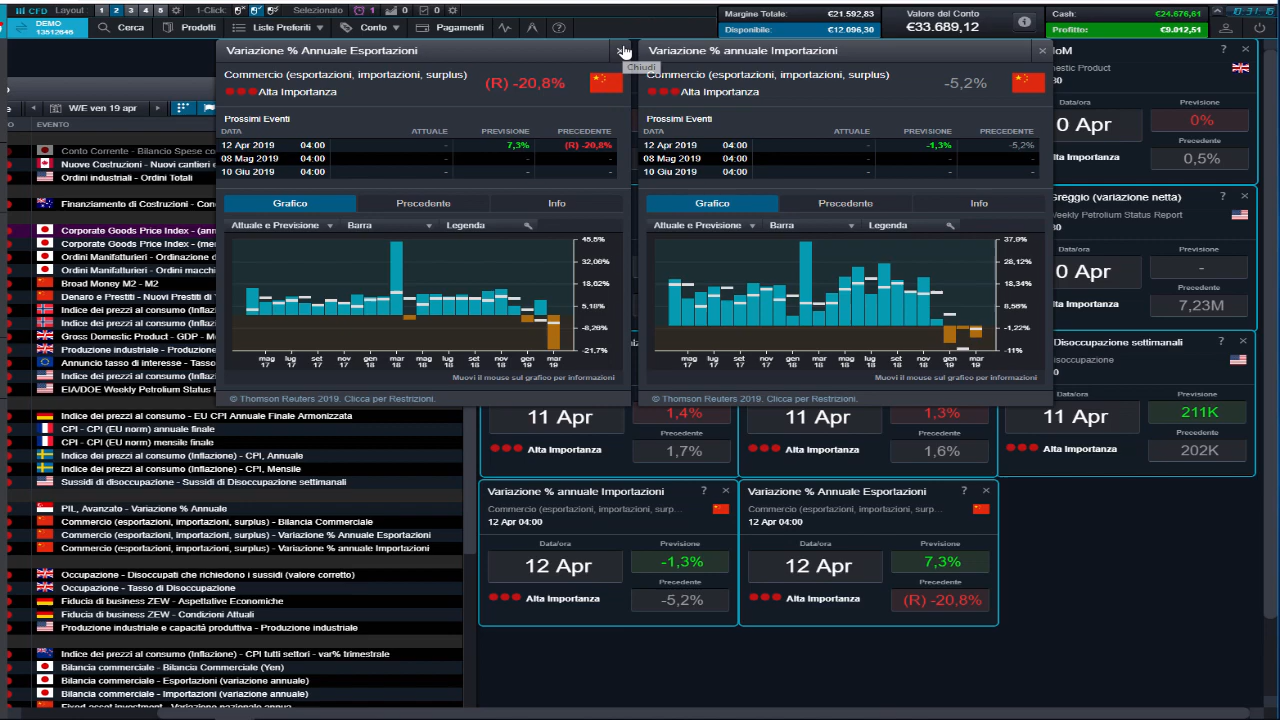 CFD
Layout:
1 2 3 4 5
1-Click:
Selezionato
1
0
0
DEMO
13512646
Cerca
Prodotti
Liste Preferiti
Conto
Pagamenti
Margine Totale: €21.592,83
Disponibile: €12.096,30
Valore del Conto
€33.689,12
Cash: €24.676,61
Profitto: €9.012,51
W/E ven 19 apr
EVENTO
Conto Corrente - Bilancio Spese co
Nuove Costruzioni - Nuovi cantieri
Ordini industriali - Ordini Totali
Finanziamento di Costruzioni - Vari
Corporate Goods Price Index - (ann
Corporate Goods Price Index - (me
Ordini Manifatturieri - Ordinazione d
Ordini Manifatturieri - Ordini macchi
Broad Money M2 - M2
Denaro e Prestiti - Nuovi Prestiti di
Indice dei prezzi al consumo (Inflaz
Indice dei prezzi al consumo (Inflaz
Gross Domestic Product - GDP - M
Produzione industriale - Produzione
Annuncio tasso di interesse - Tasso
Indice dei prezzi al consumo (Inflaz
EIA/DOE Weekly Petrolium Status F
Indice dei prezzi al consumo - EU CPI Annuale Finale Armonizzata
CPI - CPI (EU norm) annuale finale
CPI - CPI (EU norm) mensile finale
Indice dei prezzi al consumo (Inflazione) - CPI, Annuale
Indice dei prezzi al consumo (Inflazione) - CPI, Mensile
Sussidi di disoccupazione - Sussidi di Disoccupazione settimanali
PIL, Avanzato - Variazione % Annuale
Commercio (esportazioni, importazioni, surplus) - Bilancia Commerciale
Commercio (esportazioni, importazioni, surplus) - Variazione % Annuale Esportazioni
Commercio (esportazioni, importazioni, surplus) - Variazione % annuale Importazioni
Occupazione - Disoccupati che richiedono i sussidi (valore corretto)
Occupazione - Tasso di Disoccupazione
Fiducia di business ZEW - Aspettative Economiche
Fiducia di business ZEW - Condizioni Attuali
Produzione industriale e capacità produttiva - Produzione industriale
Indice dei prezzi al consumo (Inflazione) - CPI tutti settori - var% trimestrale
Bilancia commerciale - Bilancia Commerciale (Yen)
Bilancia commerciale - Esportazioni (variazione annuale)
Bilancia commerciale - Importazioni (variazione annuale)
Fixed asset investment - Variazione nazionale annua
Variazione % Annuale Esportazioni
Chiudi
Commercio (esportazioni, importazioni, surplus)
Alta Importanza
(R) -20,8%
Prossimi Eventi
DATA ATTUALE PREVISIONE PRECEDENTE
12 Apr 2019 04:00 - 7,3% (R) -20,8%
08 Mag 2019 04:00 - - -
10 Giu 2019 04:00 - - -
Grafico Precedente Info
Attuale e Previsione Barra Legenda
45,5%
32,06%
18,62%
5,18%
-8,26%
-21,7%
mag 17 lug 17 set 17 nov 17 gen 18 mar 18 mag 18 lug 18 set 18 nov 18 gen 19 mar 19
Muovi il mouse sul grafico per informazioni
© Thomson Reuters 2019. Clicca per Restrizioni.
Variazione % annuale Importazioni
Commercio (esportazioni, importazioni, surplus)
Alta Importanza
-5,2%
Prossimi Eventi
DATA ATTUALE PREVISIONE PRECEDENTE
12 Apr 2019 04:00 - -1,3% -5,2%
08 Mag 2019 04:00 - - -
10 Giu 2019 04:00 - - -
Grafico Precedente Info
Attuale e Previsione Barra Legenda
37,9%
28,12%
18,34%
8,56%
-1,22%
-11%
mag 17 lug 17 set 17 nov 17 gen 18 mar 18 mag 18 lug 18 set 18 nov 18 gen 19 mar 19
Muovi il mouse sul grafico per informazioni
© Thomson Reuters 2019. Clicca per Restrizioni.
MoM
mestic Product
Data/ora
Previsione
0 Apr
0%
Alta Importanza
0,5%
Greggio (variazione netta)
Weekly Petrolium Status Report
Data/ora
Previsione
0 Apr
-
Precedente
Alta Importanza
7,23M
Disoccupazione settimanali
isoccupazione
Data/ora
Previsione
11 Apr
211K
Precedente
Alta Importanza
202K
11 Apr
1,4%
Precedente
Alta Importanza
1,7%
11 Apr
1,3%
Precedente
Alta Importanza
1,6%
Variazione % annuale Importazioni
Commercio (esportazioni, importazioni, surp...
12 Apr 04:00
Data/ora
Previsione
12 Apr
-1,3%
Precedente
Alta Importanza
-5,2%
Variazione % Annuale Esportazioni
Commercio (esportazioni, importazioni, surp...
12 Apr 04:00
Data/ora
Previsione
12 Apr
7,3%
Precedente
Alta Importanza
(R) -20,8%